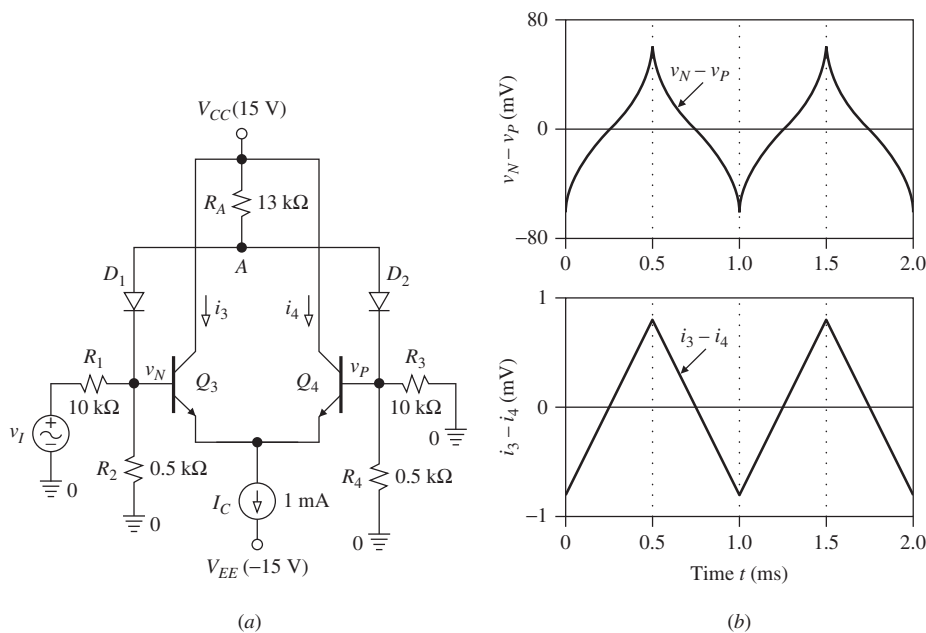 V_CC (15 V)
R_A 13 kΩ
A
D_1
D_2
i_3
i_4
R_1
v_N
Q_3
Q_4
v_P
R_3
10 kΩ
10 kΩ
v_I
0
R_2 0.5 kΩ
R_4 0.5 kΩ
0
I_C 1 mA
0
0
V_EE (−15 V)
(a)
80
v_N − v_P
v_N − v_P (mV)
0
−80
0 0.5 1.0 1.5 2.0
1
i_3 − i_4
i_3 − i_4 (mV)
0
−1
0 0.5 1.0 1.5 2.0
Time t (ms)
(b)